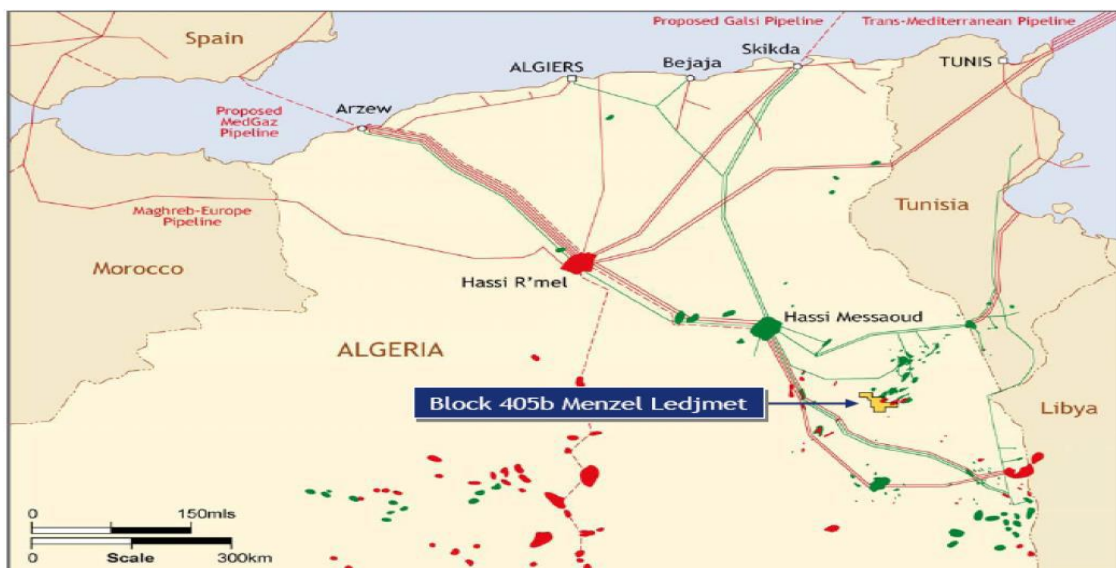 Proposed Galsi Pipeline
Trans-Mediterranean Pipeline
Spain
Skikda
ALGIERS
Bejaja
TUNIS
Arzew
Proposed
MedGaz
Pipeline
Tunisia
Maghreb-Europe
Pipeline
Morocco
Hassi R'mel
Hassi Messaoud
ALGERIA
Block 405b Menzel Ledjmet
Libya
0 150mls
0 Scale 300km